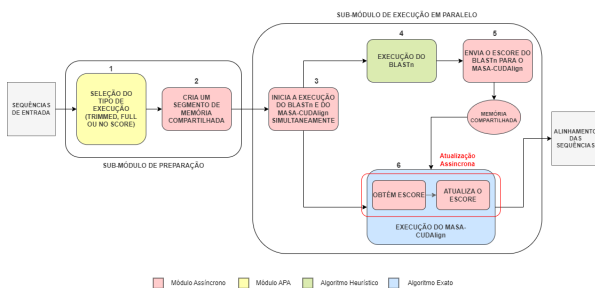 SUB-MÓDULO DE EXECUÇÃO EM PARALELO
SEQUÊNCIAS
DE ENTRADA
1
SELEÇÃO DO
TIPO DE
EXECUÇÃO
(TRIMMED, FULL
OU NO SCORE)
2
CRIA UM
SEGMENTO DE
MEMÓRIA
COMPARTILHADA
SUB-MÓDULO DE PREPARAÇÃO
3
INICIA A EXECUÇÃO
DO BLASTn E DO
MASA-CUDAlign
SIMULTANEAMENTE
4
EXECUÇÃO DO
BLASTn
5
ENVIA O ESCORE DO
BLASTn PARA O
MASA-CUDAlign
MEMÓRIA
COMPARTILHADA
Atualização
Assíncrona
6
OBTÉM ESCORE
ATUALIZA O
ESCORE
EXECUÇÃO DO MASA-
CUDAlign
ALINHAMENTO
DAS
SEQUÊNCIAS
Módulo Assíncrono
Módulo APA
Algoritmo Heurístico
Algoritmo Exato